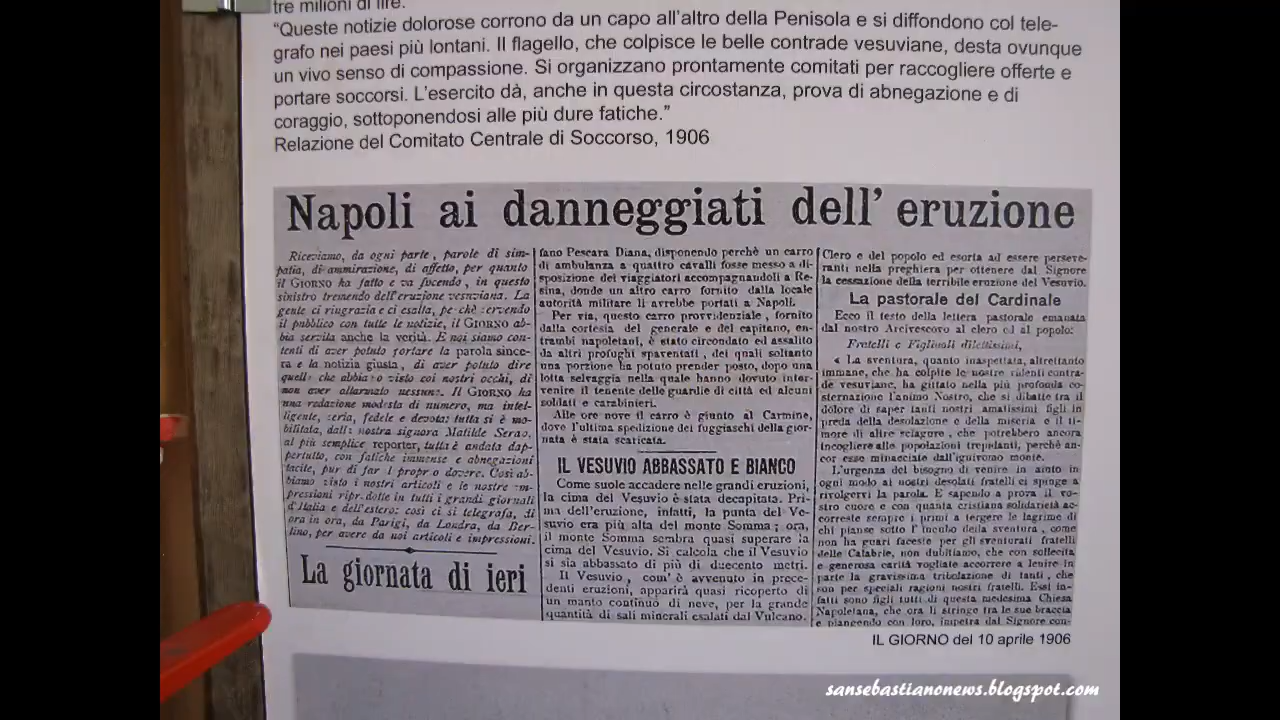 tre milioni di lire.
“Queste notizie dolorose corrono da un capo all’altro della Penisola e si diffondono col tele-
grafo nei paesi più lontani. Il flagello, che colpisce le belle contrade vesuviane, desta ovunque
un vivo senso di compassione. Si organizzano prontamente comitati per raccogliere offerte e
portare soccorsi. L’esercito dà, anche in questa circostanza, prova di abnegazione e di
coraggio, sottoponendosi alle più dure fatiche.”
Relazione del Comitato Centrale di Soccorso, 1906
Napoli ai danneggiati dell’ eruzione
Riceviamo, da ogni parte, parole di sim-
patia, di ammirazione, di affetto, per quanto
il GIORNO ha fatto e va facendo, in questo
sinistro tremendo dell'eruzione vesuviana. La
gente ci ringrazia e ci esalta, servendo
il pubblico con tutte le notizie, il GIORNO ab-
bia servita anche la verità. E noi siamo con-
tenti di aver potuto portare la parola since-
ra e la notizia giusta, di aver potuto dire
quello che abbiamo visto coi nostri occhi, di
non aver allarmato nessuno. Il GIORNO ha
una redazione modesta di numero, ma intel-
ligente, seria, fedele e devota: tutta si è mo-
bilitata, dalla nostra signora Matilde Serao,
al più semplice reporter, tutta è andata dap-
pertutto, con fatiche immense e abnegazioni
tacite, pur di far il proprio dovere. Così ab-
biamo visto i nostri articoli e le nostre im-
pressioni riprodotte in tutti i grandi giornali
d'Italia e dell'estero: così ci si telegrafa, di
ora in ora, da Parigi, da Londra, da Ber-
lino, per avere da noi articoli e impressioni.
La giornata di ieri
fano Pescara Diana, disponendo perchè un carro
di ambulanza a quattro cavalli fosse messo a di-
sposizione dei viaggiatori accompagnandoli a Re-
sina, donde un altro carro fornito dalla locale
autorità militare li avrebbe portati a Napoli.
Per via, questo carro provvidenziale, fornito
dalla cortesia del generale e del capitano, en-
trambi napoletani, è stato circondato ed assalito
da altri profughi spaventati, dei quali soltanto
una porzione ha potuto prender posto, dopo una
lotta selvaggia nella quale hanno dovuto inter-
venire il tenente delle guardie di città ed alcuni
soldati e carabinieri.
Alle ore nove il carro è giunto al Carmine,
dove l'ultima spedizione dei fuggiaschi della gior-
nata è stata scaricata.
IL VESUVIO ABBASSATO E BIANCO
Come suole accadere nelle grandi eruzioni,
la cima del Vesuvio è stata decapitata. Pri-
ma dell'eruzione, infatti, la punta del Ve-
suvio era più alta del monte Somma; ora,
il monte Somma sembra quasi superare la
cima del Vesuvio. Si calcola che il Vesuvio
si sia abbassato di più di duecento metri.
Il Vesuvio, com'è avvenuto in prece-
denti eruzioni, apparirà quasi ricoperto di
un manto continuo di neve, per la grande
quantità di sali minerali esalati dal Vulcano.
Clero e del popolo ed esorta ad essere perseve-
ranti nella preghiera per ottenere dal Signore
la cessazione della terribile eruzione del Vesuvio.
La pastorale del Cardinale
Ecco il testo della lettera pastorale emanata
dal nostro Arcivescovo al clero ed al popolo:
Fratelli e Figliuoli dilettissimi,
« La sventura, quanto inaspettata, altrettanto
immane, che ha colpite le nostre ridenti contra-
de vesuviane, ha gittato nella più profonda co-
sternazione l'animo Nostro, che si dibatte tra il
dolore di saper tanti nostri amatissimi figli in
preda della desolazione e della miseria e il ti-
more di altre sciagure, che potrebbero ancora
incogliere alle popolazioni trepidanti, perchè an-
cor esse minacciate dall'ignivomo monte.
L'urgenza del bisogno di venire in aiuto in
ogni modo ai nostri desolati fratelli ci spinge a
rivolgervi la parola. E sapendo a prova il vo-
stro cuore e con quanta cristiana solidarietà ac-
correste sempre i primi a tergere le lagrime di
chi piange sotto l'incubo della sventura, come
non ha guari faceste per gli sventurati fratelli
delle Calabrie, non dubitiamo, che con sollecita
e generosa carità vogliate accorrere a lenire in
parte la gravissima tribolazione di tanti, che
son per speciali ragioni nostri fratelli. Essi in-
fatti sono figli tutti di questa medesima Chiesa
Napoletana, che ora li stringe tra le sue braccia
e piangendo con loro, impetra dal Signore con-
IL GIORNO del 10 aprile 1906
sansebastianonews.blogspot.com